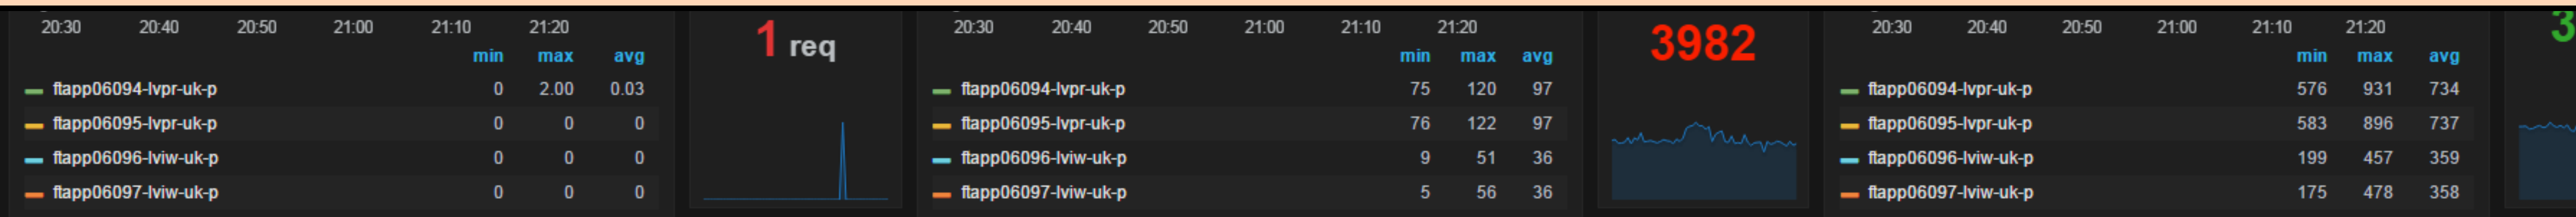 20:30 20:40 20:50 21:00 21:10 21:20
min max avg
ftapp06094-lvpr-uk-p 0 2.00 0.03
ftapp06095-lvpr-uk-p 0 0 0
ftapp06096-lviw-uk-p 0 0 0
ftapp06097-lviw-uk-p 0 0 0
1 req
20:30 20:40 20:50 21:00 21:10 21:20
min max avg
ftapp06094-lvpr-uk-p 75 120 97
ftapp06095-lvpr-uk-p 76 122 97
ftapp06096-lviw-uk-p 9 51 36
ftapp06097-lviw-uk-p 5 56 36
3982
20:30 20:40 20:50 21:00 21:10 21:20
min max avg
ftapp06094-lvpr-uk-p 576 931 734
ftapp06095-lvpr-uk-p 583 896 737
ftapp06096-lviw-uk-p 199 457 359
ftapp06097-lviw-uk-p 175 478 358
3